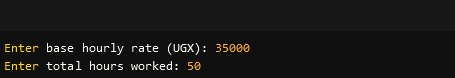 Enter base hourly rate (UGX): 35000
Enter total hours worked: 50